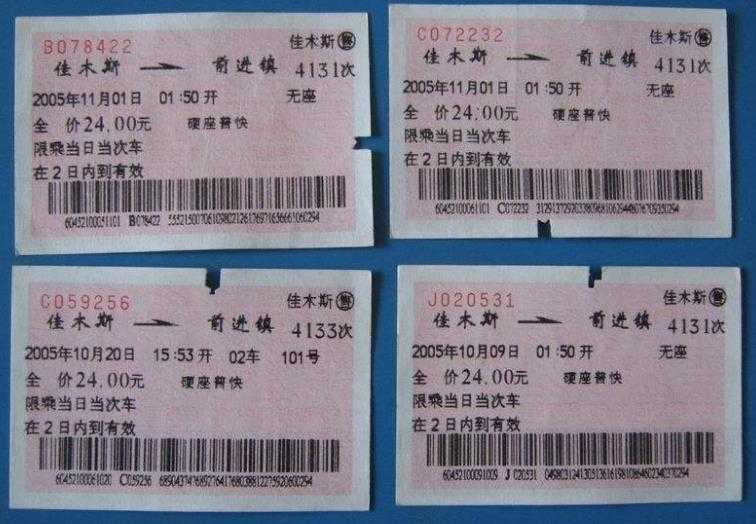 B078422 佳木斯售
佳木斯 → 前进镇 4131次
2005年11月01日 01:50开 无座
全 价24.00元 硬座普快
限乘当日当次车
在2日内到有效
C072232 佳木斯售
佳木斯 → 前进镇 4131次
2005年11月01日 01:50开 无座
全 价24.00元 硬座普快
限乘当日当次车
在2日内到有效
60452100061101 C072232
C059256 佳木斯售
佳木斯 → 前进镇 4133次
2005年10月20日 15:53开 02车 101号
全 价24.00元 硬座普快
限乘当日当次车
在2日内到有效
60452100061020 C059256
J020531 佳木斯售
佳木斯 → 前进镇 4131次
2005年10月09日 01:50开 无座
全 价24.00元 硬座普快
限乘当日当次车
在2日内到有效
60452100091009 J020531